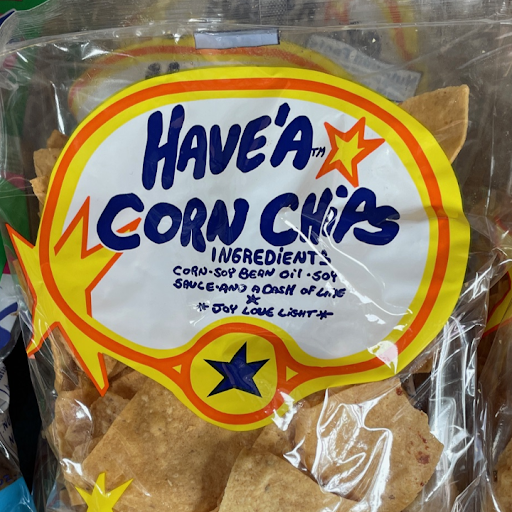 HAVE'A™
CORN CHiPS
INGREDiENTS
CORN-SOY BEAN Oil-SOY
SAUCE-AND A DASH OF LIME
* JOY LOVE LiGHT *